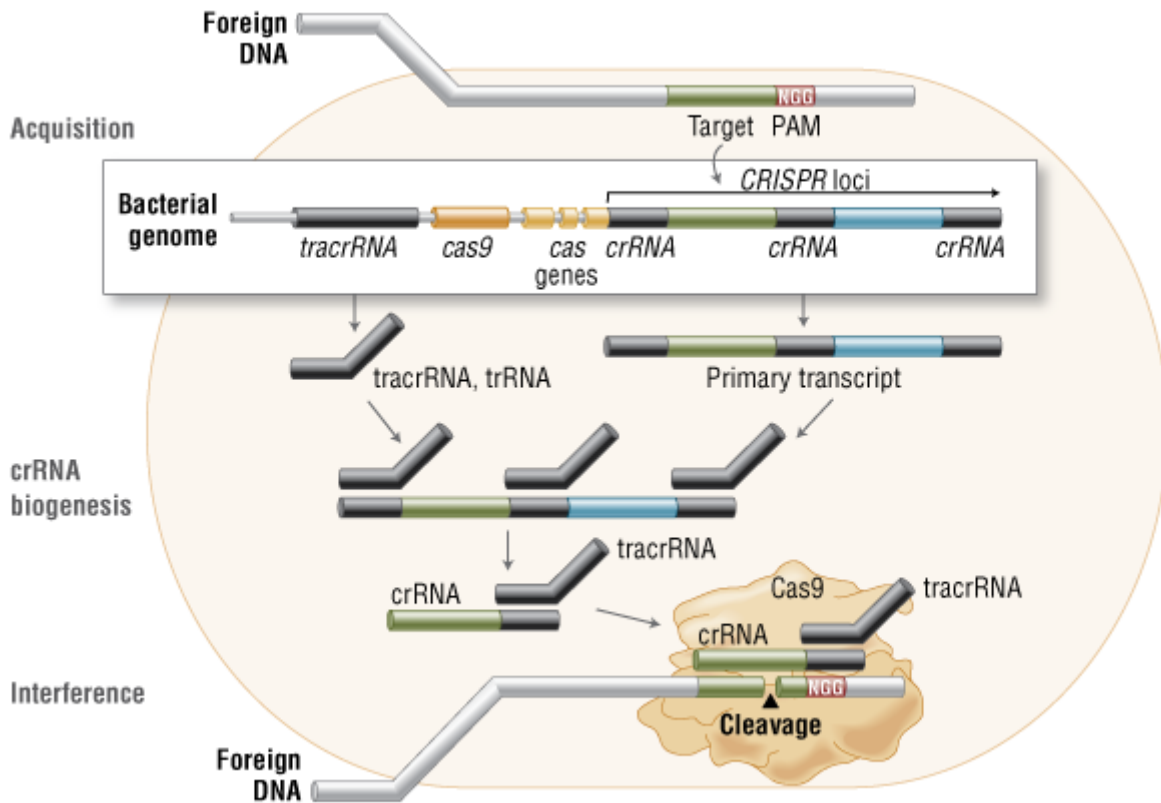 Foreign
DNA
NGG
Acquisition
Target PAM
CRISPR loci
Bacterial
genome
tracrRNA cas9 cas
genes crRNA crRNA crRNA
tracrRNA, trRNA
Primary transcript
crRNA
biogenesis
tracrRNA
crRNA
Cas9
tracrRNA
crRNA
Interference
NGG
Cleavage
Foreign
DNA